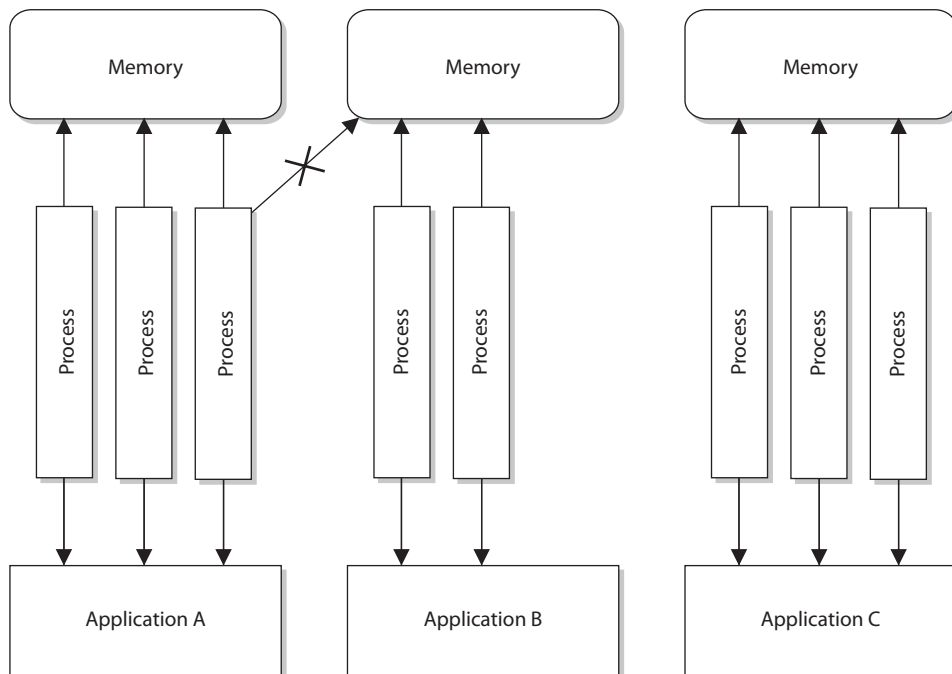 Memory
Memory
Memory
Process
Process
Process
Process
Process
Process
Process
Process
Application A
Application B
Application C